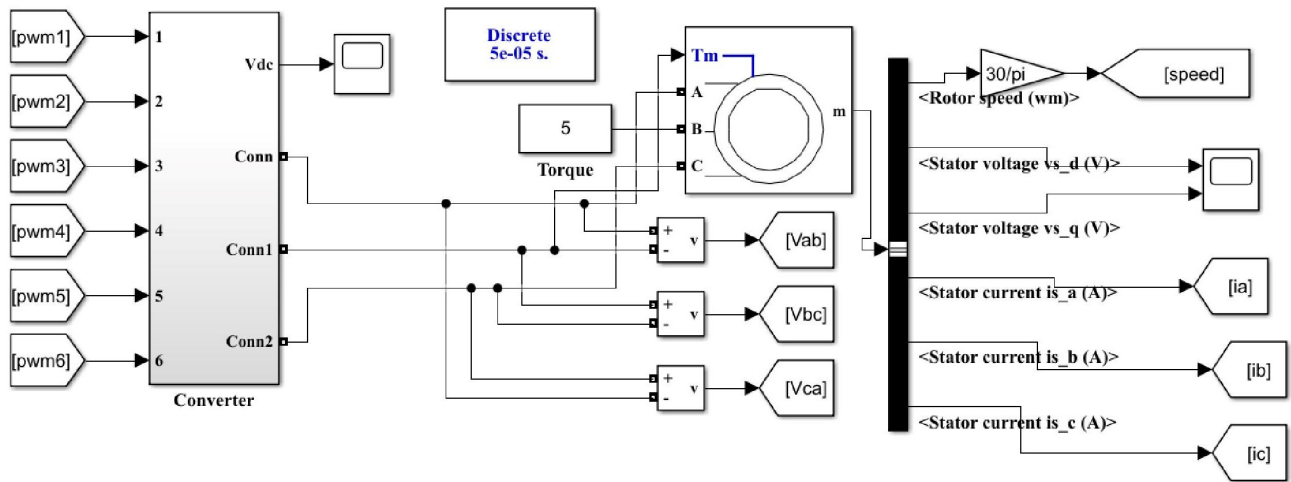 [pwm1]
[pwm2]
[pwm3]
[pwm4]
[pwm5]
[pwm6]
1
2
3
4
5
6
Vdc
Conn
Conn1
Conn2
Converter
Discrete
5e-05 s.
5
Torque
Tm
A
B
C
m
+
-
v
[Vab]
+
-
v
[Vbc]
+
-
v
[Vca]
30/pi
[speed]
<Rotor speed (wm)>
<Stator voltage vs_d (V)>
<Stator voltage vs_q (V)>
<Stator current is_a (A)>
[ia]
<Stator current is_b (A)>
[ib]
<Stator current is_c (A)>
[ic]